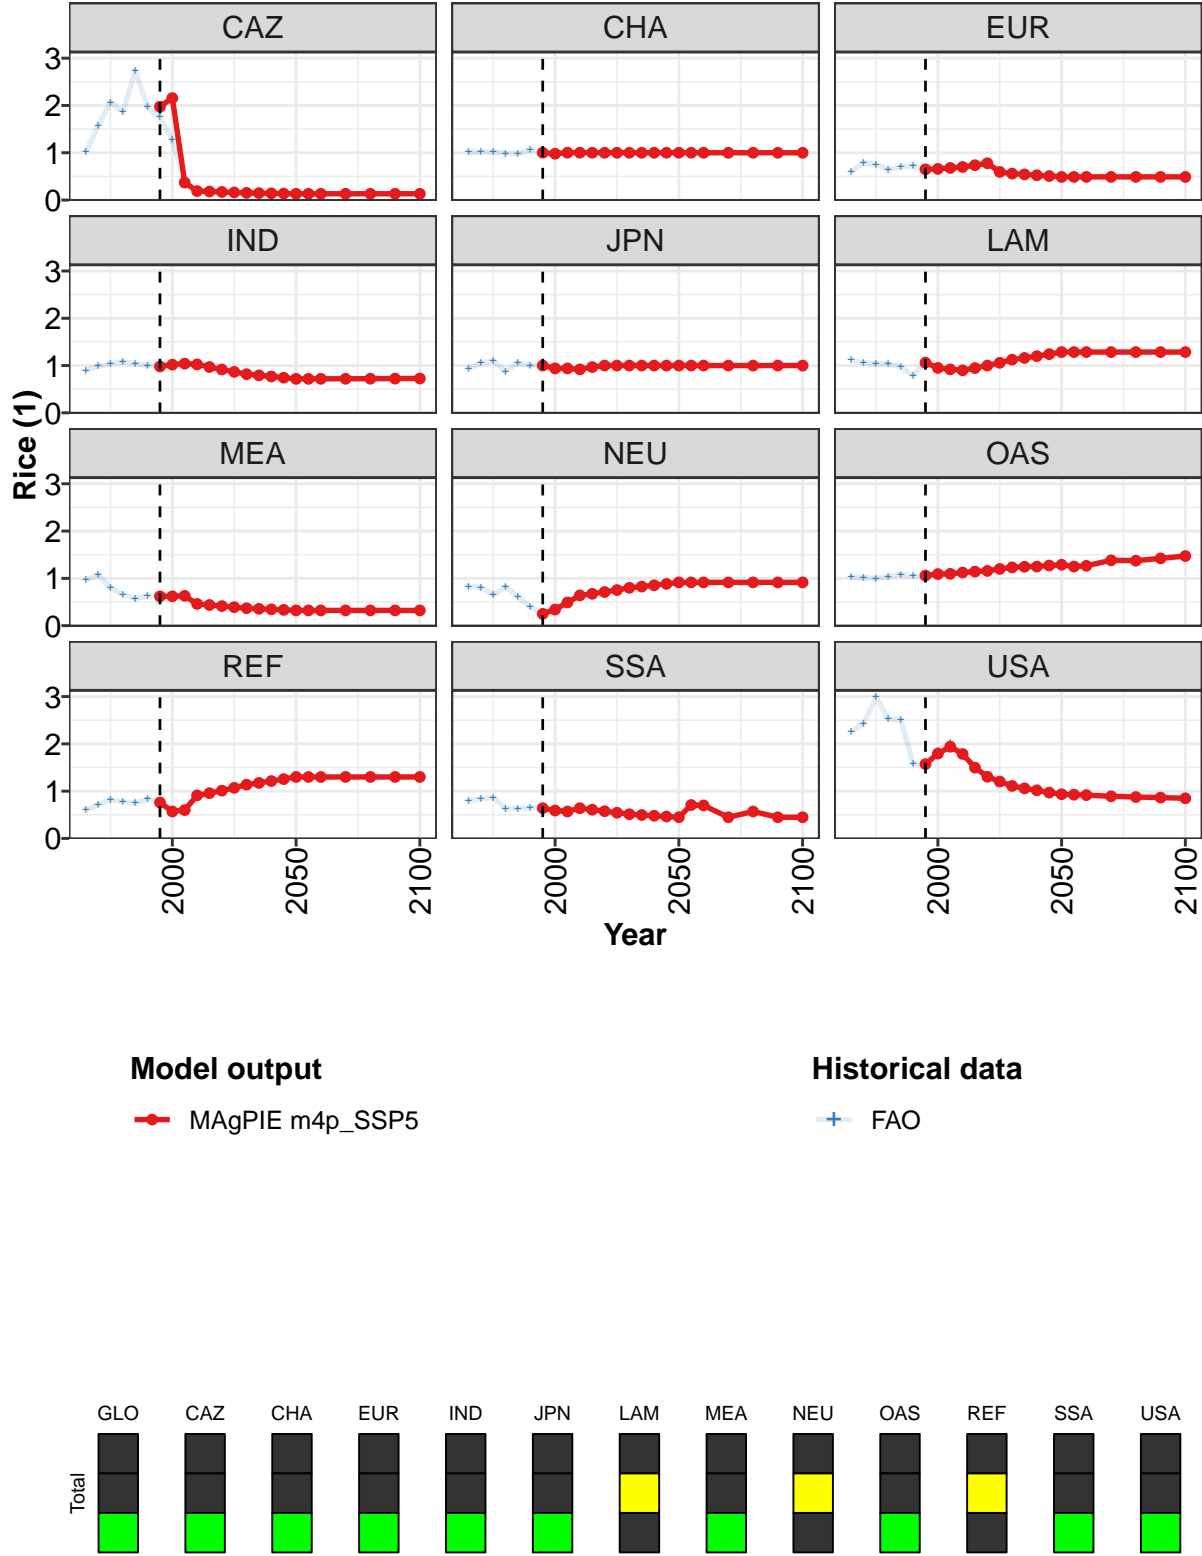 CAZ CHA EUR
3
2
1
0
IND JPN LAM
3
2
1
0
Rice (1)
MEA NEU OAS
3
2
1
0
REF SSA USA
3
2
1
0
2000 2050 2100 2000 2050 2100 2000 2050 2100
Year
Model output Historical data
MAgPIE m4p_SSP5 FAO
GLO CAZ CHA EUR IND JPN LAM MEA NEU OAS REF SSA USA
Total